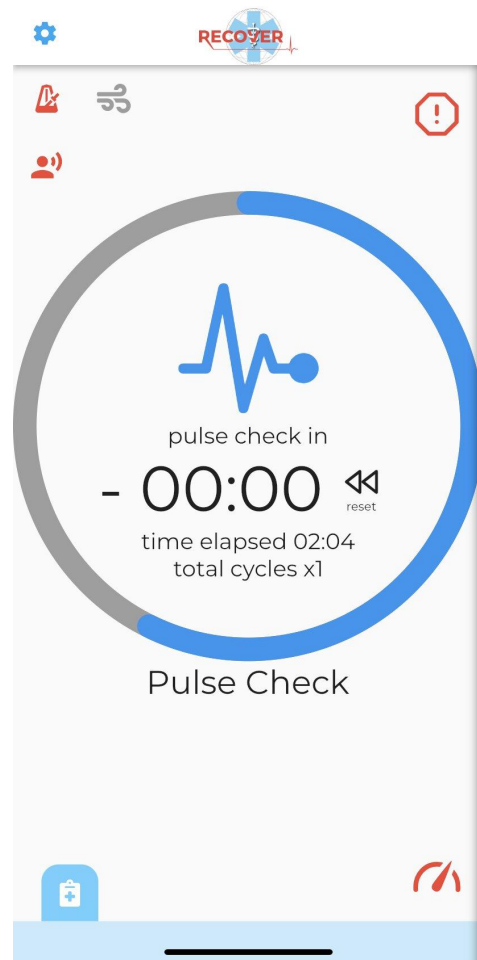 RECOVER
pulse check in
- 00:00
reset
time elapsed 02:04
total cycles x1
Pulse Check